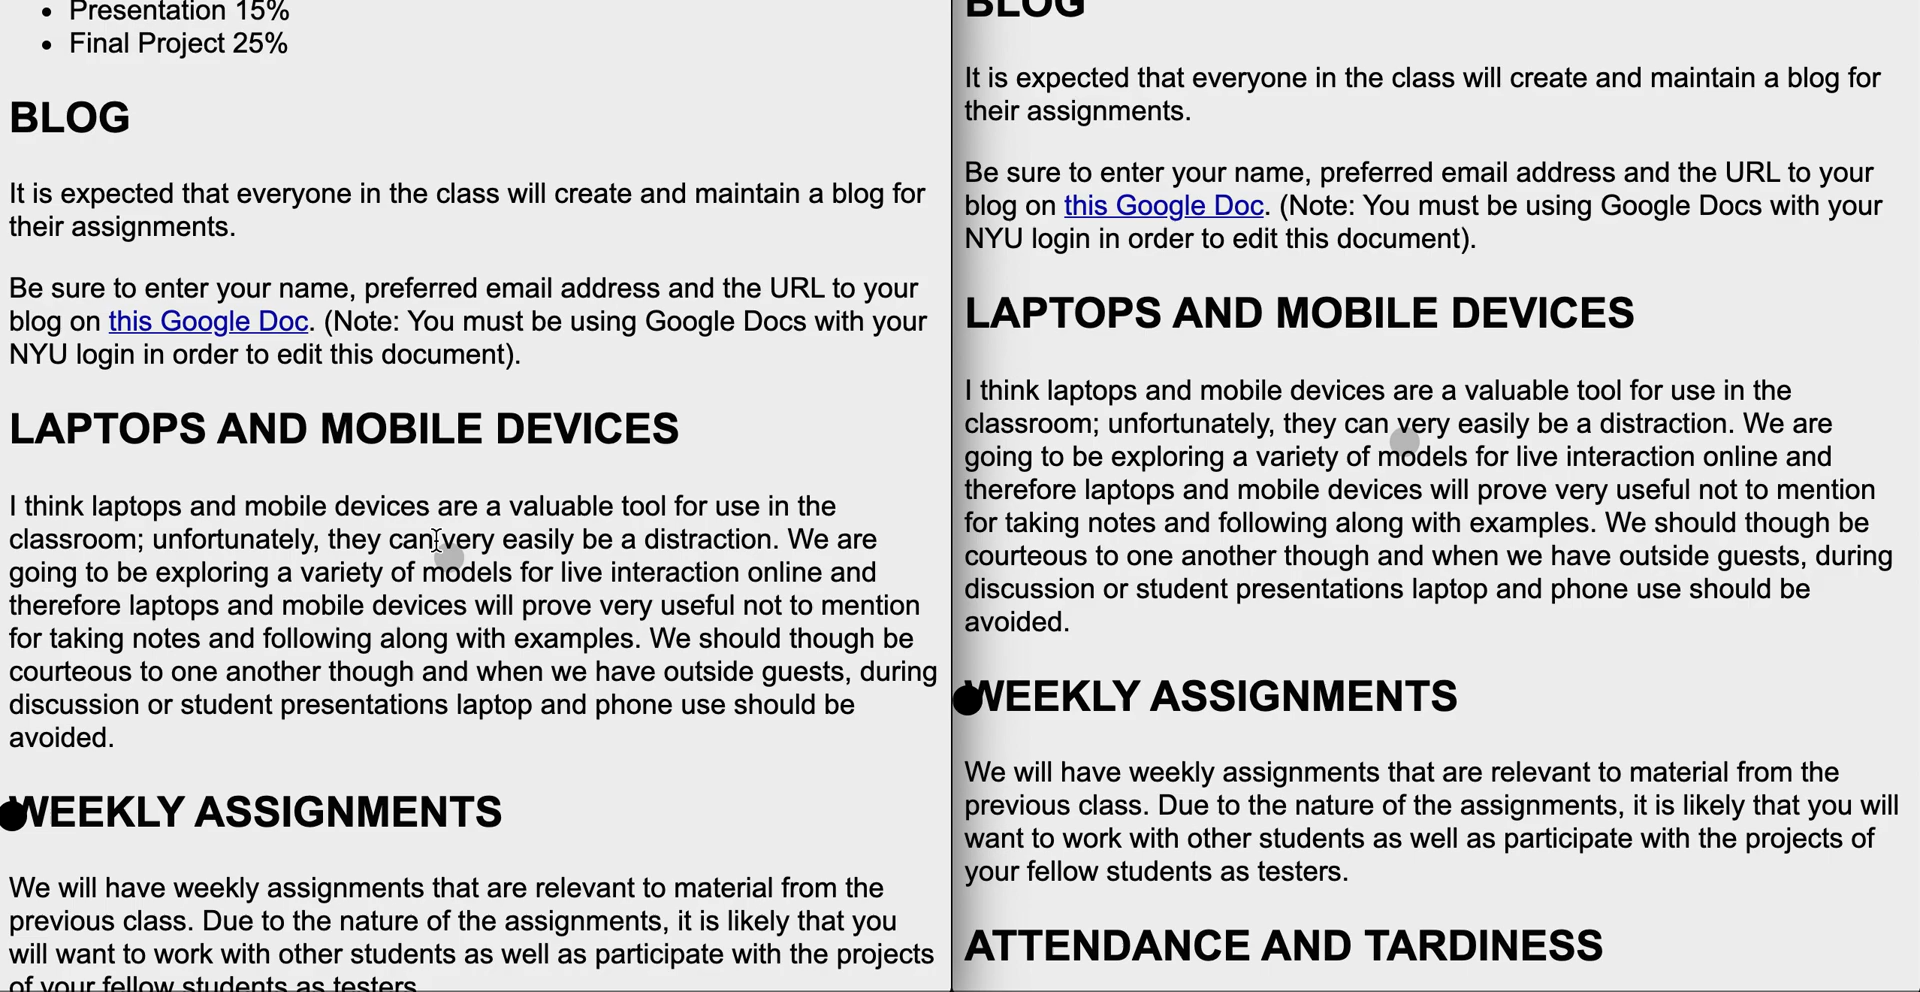 Presentation 15%
Final Project 25%
BLOG
It is expected that everyone in the class will create and maintain a blog for
their assignments.
Be sure to enter your name, preferred email address and the URL to your
blog on this Google Doc. (Note: You must be using Google Docs with your
NYU login in order to edit this document).
LAPTOPS AND MOBILE DEVICES
I think laptops and mobile devices are a valuable tool for use in the
classroom; unfortunately, they can very easily be a distraction. We are
going to be exploring a variety of models for live interaction online and
therefore laptops and mobile devices will prove very useful not to mention
for taking notes and following along with examples. We should though be
courteous to one another though and when we have outside guests, during
discussion or student presentations laptop and phone use should be
avoided.
WEEKLY ASSIGNMENTS
We will have weekly assignments that are relevant to material from the
previous class. Due to the nature of the assignments, it is likely that you
will want to work with other students as well as participate with the projects
of your fellow students as testers.
BLOG
It is expected that everyone in the class will create and maintain a blog for
their assignments.
Be sure to enter your name, preferred email address and the URL to your
blog on this Google Doc. (Note: You must be using Google Docs with your
NYU login in order to edit this document).
LAPTOPS AND MOBILE DEVICES
I think laptops and mobile devices are a valuable tool for use in the
classroom; unfortunately, they can very easily be a distraction. We are
going to be exploring a variety of models for live interaction online and
therefore laptops and mobile devices will prove very useful not to mention
for taking notes and following along with examples. We should though be
courteous to one another though and when we have outside guests, during
discussion or student presentations laptop and phone use should be
avoided.
WEEKLY ASSIGNMENTS
We will have weekly assignments that are relevant to material from the
previous class. Due to the nature of the assignments, it is likely that you will
want to work with other students as well as participate with the projects of
your fellow students as testers.
ATTENDANCE AND TARDINESS